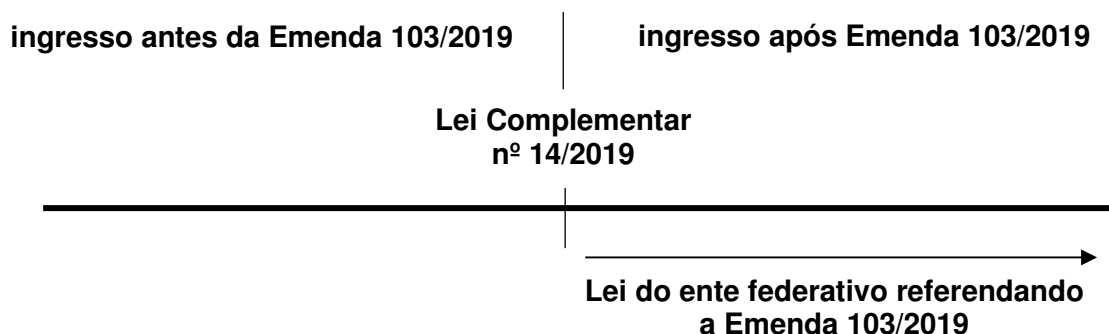 ingresso antes da Emenda 103/2019
ingresso após Emenda 103/2019
Lei Complementar
nº 14/2019
Lei do ente federativo referendando
a Emenda 103/2019